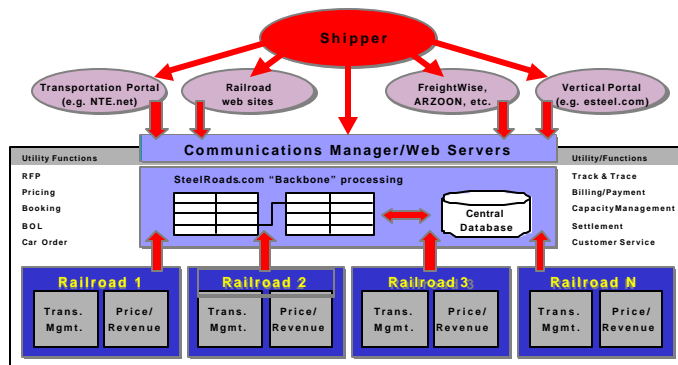 Shipper
Transportation Portal
(e.g. NTE.net)
Railroad
web sites
FreightWise,
ARZOON, etc.
Vertical Portal
(e.g. esteel.com)
Communications Manager/Web Servers
Utility Functions
RFP
Pricing
Booking
BOL
Car Order
SteelRoads.com “Backbone” processing
Central
Database
Utility/Functions
Track & Trace
Billing/Payment
CapacityManagement
Settlement
Customer Service
Railroad 1
Trans.
Mgmt.
Price/
Revenue
Railroad 2
Trans.
Mgmt.
Price/
Revenue
Railroad 3
Trans.
Mgmt.
Price/
Revenue
Railroad N
Trans.
Mgmt.
Price/
Revenue